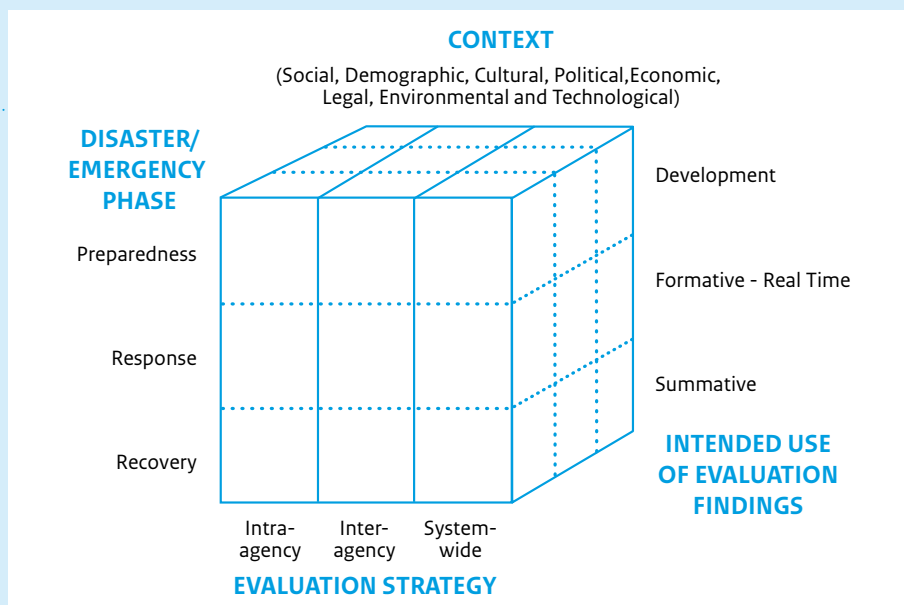 CONTEXT
(Social, Demographic, Cultural, Political,Economic,
Legal, Environmental and Technological)
DISASTER/
EMERGENCY
PHASE
Preparedness
Response
Recovery
Development
Formative - Real Time
Summative
INTENDED USE
OF EVALUATION
FINDINGS
Intra-
agency
Inter-
agency
System-
wide
EVALUATION STRATEGY